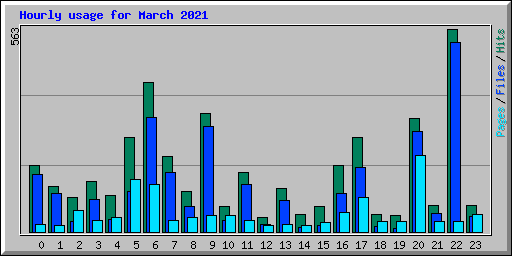 Hourly usage for March 2021
563
Pages/Files/Hits
0 1 2 3 4 5 6 7 8 9 10 11 12 13 14 15 16 17 18 19 20 21 22 23